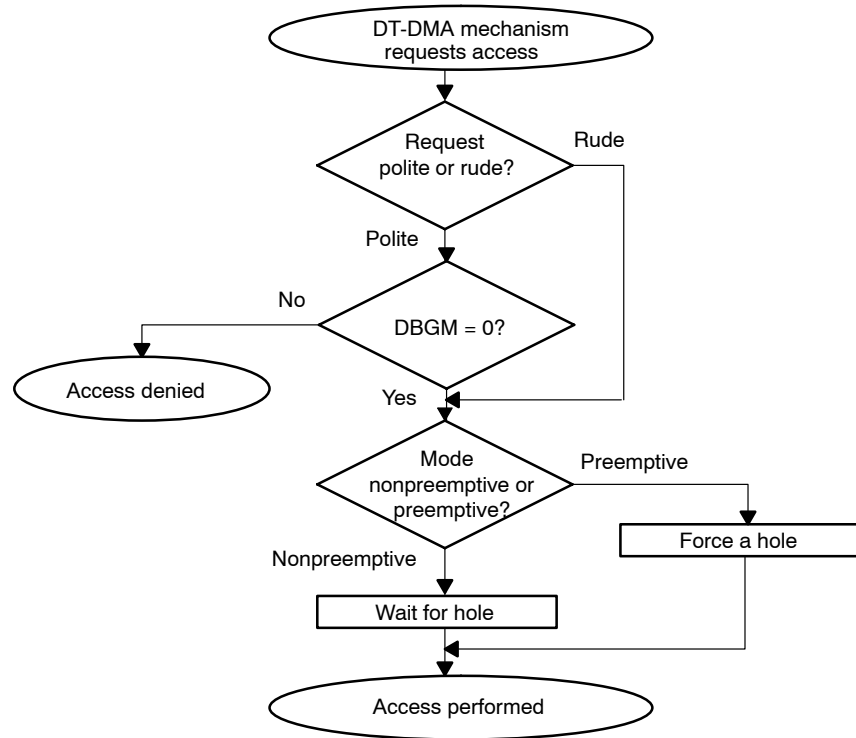 DT-DMA mechanism
requests access
Request
polite or rude?
Rude
Polite
No
DBGM = 0?
Access denied
Yes
Mode
nonpreemptive or
preemptive?
Preemptive
Force a hole
Nonpreemptive
Wait for hole
Access performed